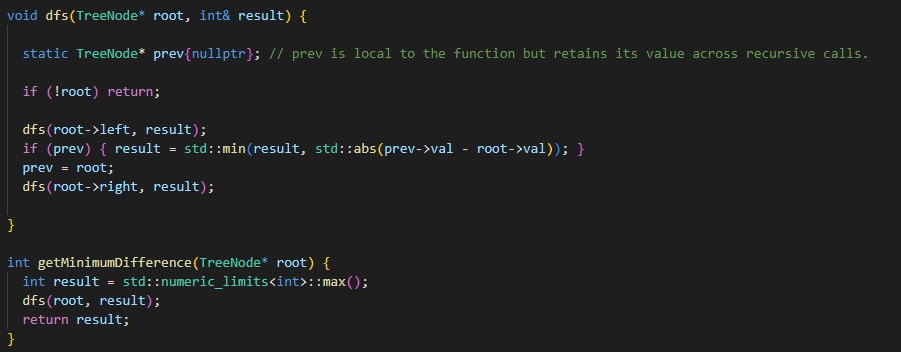 void dfs(TreeNode* root, int& result) {
static TreeNode* prev{nullptr}; // prev is local to the function but retains its value across recursive calls.
if (!root) return;
dfs(root->left, result);
if (prev) { result = std::min(result, std::abs(prev->val - root->val)); }
prev = root;
dfs(root->right, result);
}
int getMinimumDifference(TreeNode* root) {
int result = std::numeric_limits<int>::max();
dfs(root, result);
return result;
}